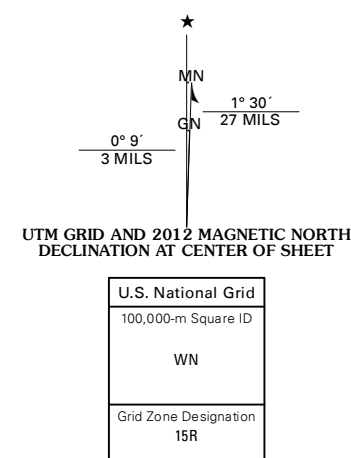 ★
MN
1° 30´
27 MILS
GN
0° 9´
3 MILS
UTM GRID AND 2012 MAGNETIC NORTH
DECLINATION AT CENTER OF SHEET
U.S. National Grid
100,000-m Square ID
WN
Grid Zone Designation
15R